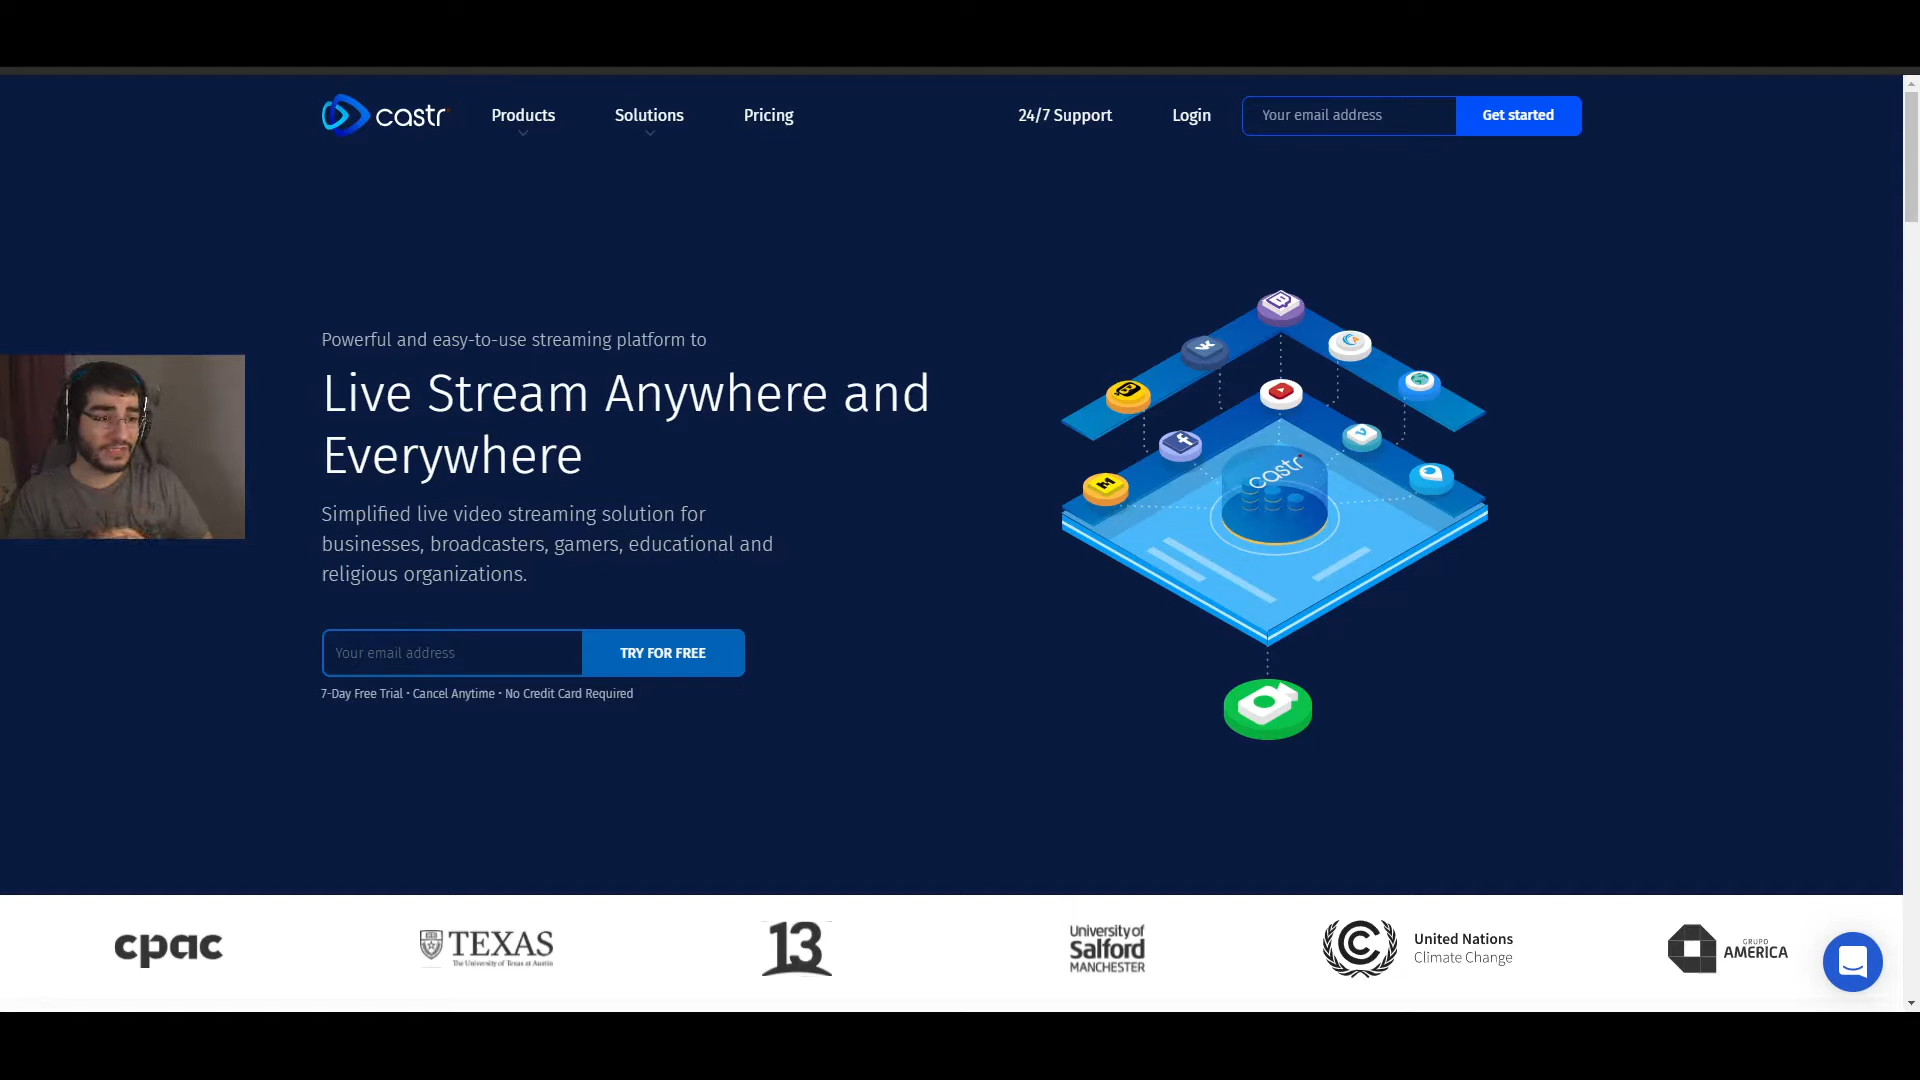 castr
Products
Solutions
Pricing
24/7 Support
Login
Your email address
Get started
Powerful and easy-to-use streaming platform to
Live Stream Anywhere and
Everywhere
Simplified live video streaming solution for
businesses, broadcasters, gamers, educational and
religious organizations.
Your email address
TRY FOR FREE
7-Day Free Trial • Cancel Anytime • No Credit Card Required
castr
cpac
TEXAS
The University of Texas at Austin
13
University of
Salford
MANCHESTER
United Nations
Climate Change
GRUPO
AMERICA